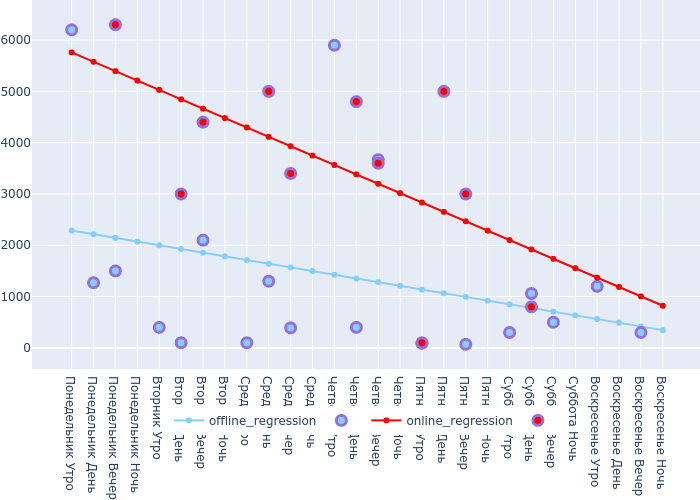 6000
5000
4000
3000
2000
1000
0
Понедельник Утро
Понедельник День
Понедельник Вечер
Понедельник Ночь
Вторник Утро
Втор День
Втор Вечер
Втор Ночь
Сред ро
Сред нь
Сред чер
Сред чь
Четв тро
Четв День
Четв ечер
Четв Ночь
Пятн Утро
Пятн День
Пятн Вечер
Пятн Ночь
Субб тро
Субб День
Субб Вечер
Суббота Ночь
Воскресенье Утро
Воскресенье День
Воскресенье Вечер
Воскресенье Ночь
offline_regression
online_regression